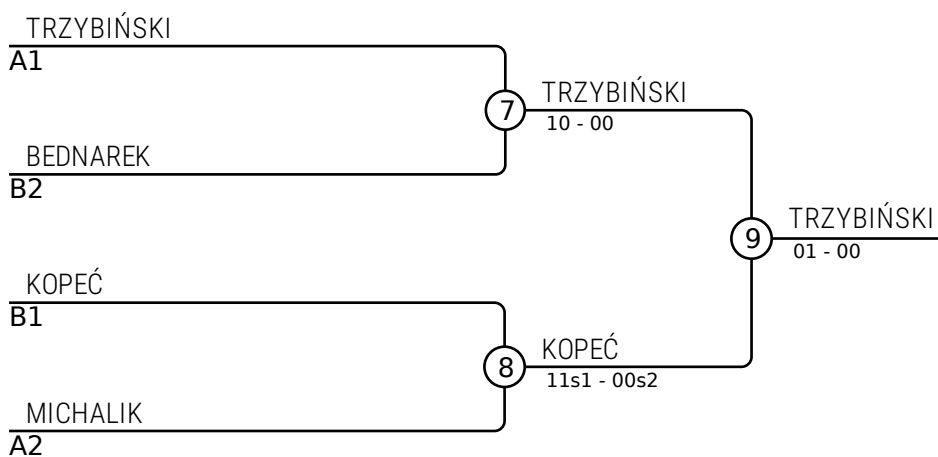 TRZYBIŃSKI
A1
7
TRZYBIŃSKI
10 - 00
BEDNAREK
B2
9
TRZYBIŃSKI
01 - 00
KOPEĆ
B1
8
KOPEĆ
11s1 - 00s2
MICHALIK
A2